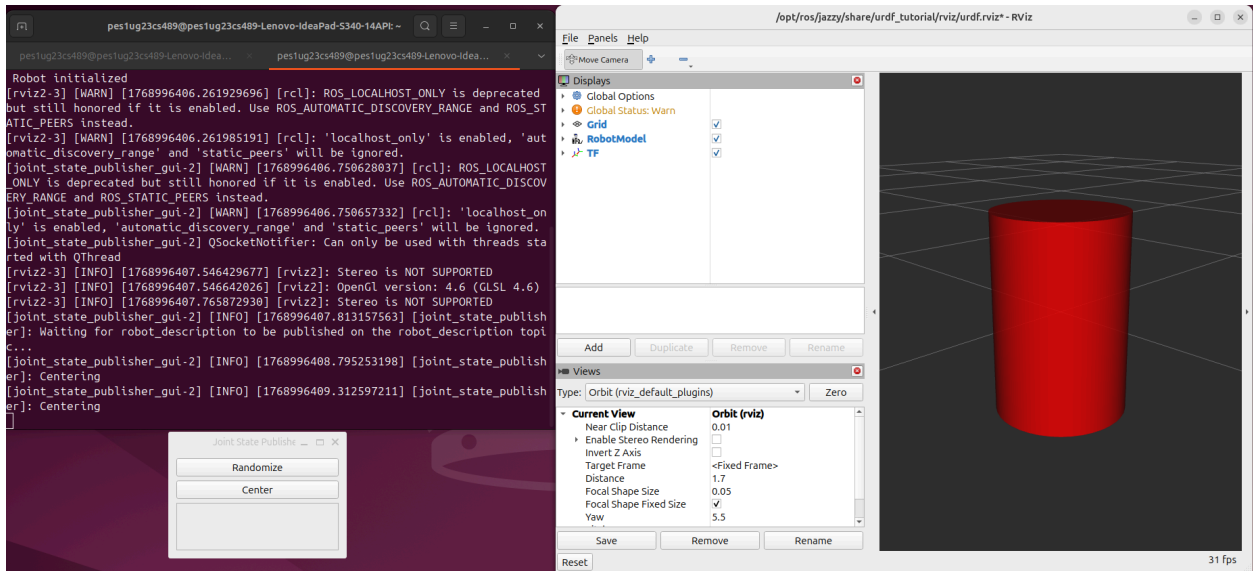 pes1ug23cs489@pes1ug23cs489-Lenovo-IdeaPad-S340-14API: ~
pes1ug23cs489@pes1ug23cs489-Lenovo-Idea...
pes1ug23cs489@pes1ug23cs489-Lenovo-Idea...
Robot initialized
[rviz2-3] [WARN] [1768996406.261929696] [rcl]: ROS_LOCALHOST_ONLY is deprecated
but still honored if it is enabled. Use ROS_AUTOMATIC_DISCOVERY_RANGE and ROS_ST
ATIC_PEERS instead.
[rviz2-3] [WARN] [1768996406.261985191] [rcl]: 'localhost_only' is enabled, 'aut
omatic_discovery_range' and 'static_peers' will be ignored.
[joint_state_publisher_gui-2] [WARN] [1768996406.750628037] [rcl]: ROS_LOCALHOST
_ONLY is deprecated but still honored if it is enabled. Use ROS_AUTOMATIC_DISCOV
ERY_RANGE and ROS_STATIC_PEERS instead.
[joint_state_publisher_gui-2] [WARN] [1768996406.750657332] [rcl]: 'localhost_on
ly' is enabled, 'automatic_discovery_range' and 'static_peers' will be ignored.
[joint_state_publisher_gui-2] QSocketNotifier: Can only be used with threads sta
rted with QThread
[rviz2-3] [INFO] [1768996407.546429677] [rviz2]: Stereo is NOT SUPPORTED
[rviz2-3] [INFO] [1768996407.546642026] [rviz2]: OpenGl version: 4.6 (GLSL 4.6)
[rviz2-3] [INFO] [1768996407.765872930] [rviz2]: Stereo is NOT SUPPORTED
[joint_state_publisher_gui-2] [INFO] [1768996407.813157563] [joint_state_publish
er]: Waiting for robot_description to be published on the robot_description topi
c...
[joint_state_publisher_gui-2] [INFO] [1768996408.795253198] [joint_state_publish
er]: Centering
[joint_state_publisher_gui-2] [INFO] [1768996409.312597211] [joint_state_publish
er]: Centering
Joint State Publishe
Randomize
Center
/opt/ros/jazzy/share/urdf_tutorial/rviz/urdf.rviz* - RViz
File Panels Help
Move Camera
Displays
Global Options
Global Status: Warn
Grid
RobotModel
TF
Add Duplicate Remove Rename
Views
Type: Orbit (rviz_default_plugins) Zero
Current View Orbit (rviz)
Near Clip Distance 0.01
Enable Stereo Rendering
Invert Z Axis
Target Frame <Fixed Frame>
Distance 1.7
Focal Shape Size 0.05
Focal Shape Fixed Size
Yaw 5.5
Save Remove Rename
Reset
31 fps